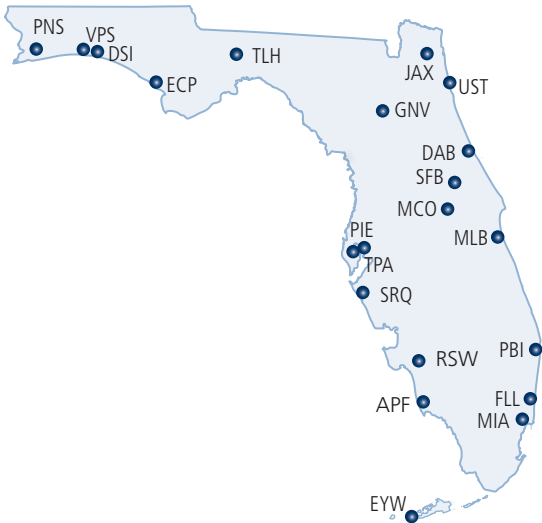 PNS
VPS
DSI
TLH
ECP
JAX
UST
GNV
DAB
SFB
MCO
MLB
PIE
TPA
SRQ
PBI
RSW
FLL
APF
MIA
EYW